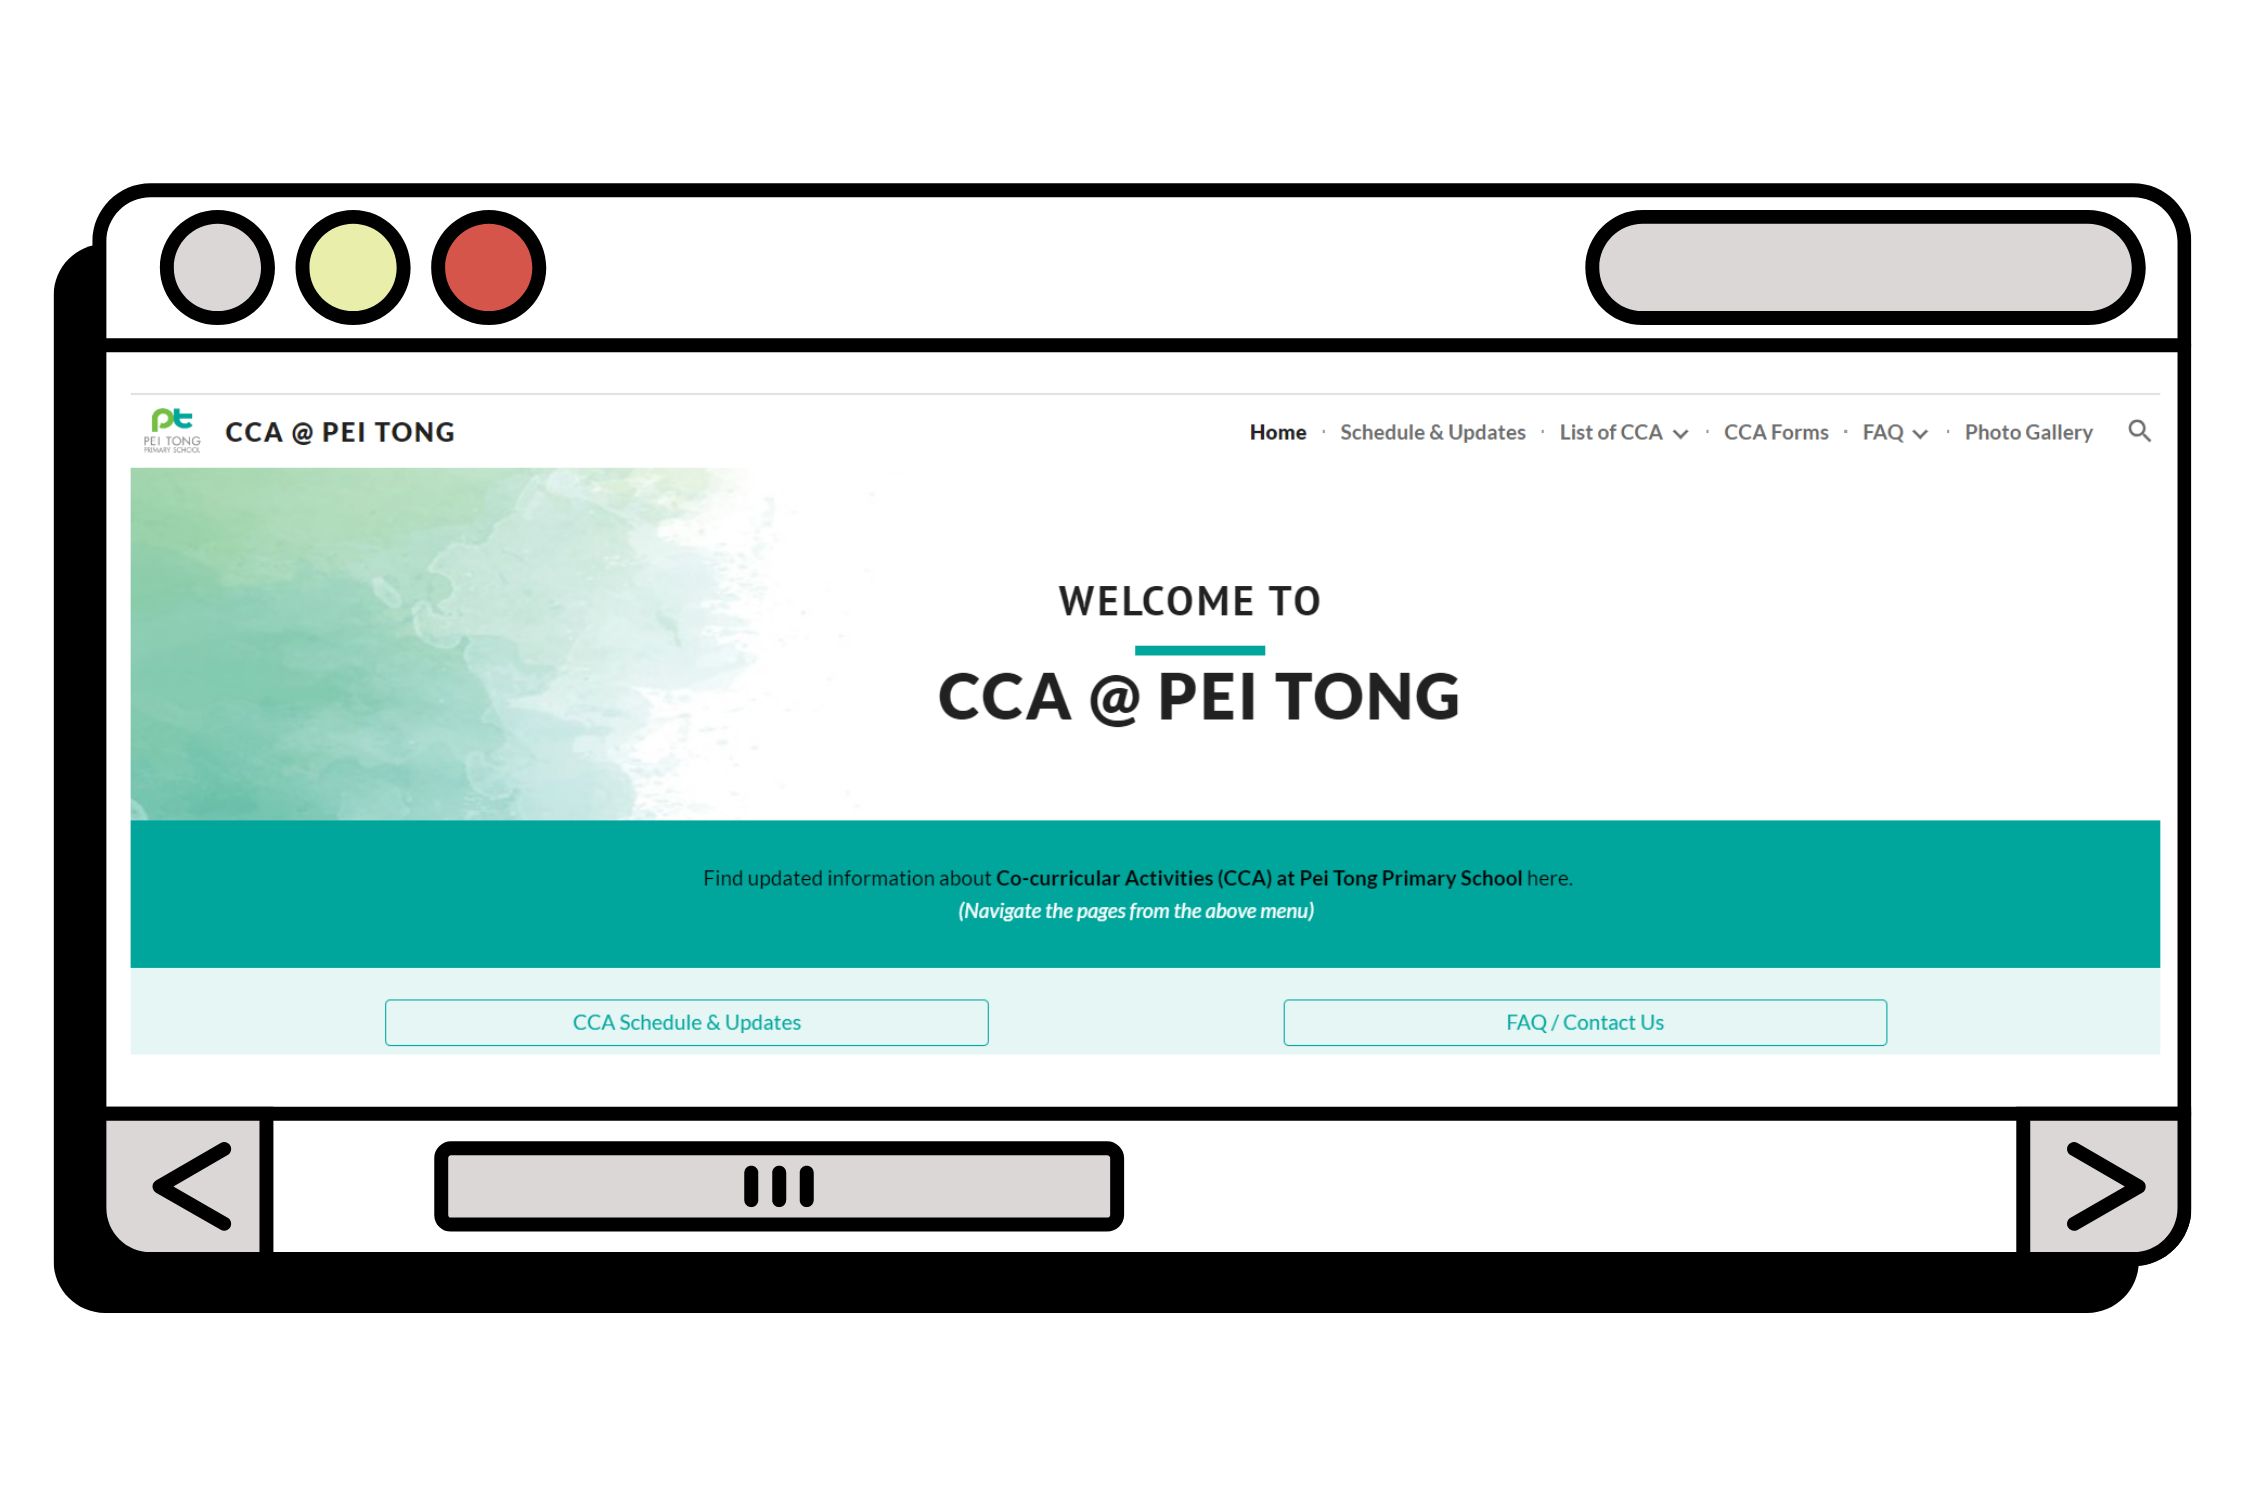 pt
PEI TONG
PRIMARY SCHOOL
CCA @ PEI TONG
Home · Schedule & Updates · List of CCA · CCA Forms · FAQ · Photo Gallery
WELCOME TO
CCA @ PEI TONG
Find updated information about Co-curricular Activities (CCA) at Pei Tong Primary School here.
(Navigate the pages from the above menu)
CCA Schedule & Updates
FAQ / Contact Us